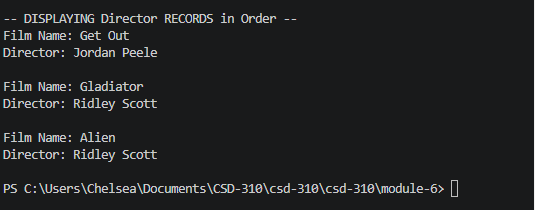 -- DISPLAYING Director RECORDS in Order --
Film Name: Get Out
Director: Jordan Peele
Film Name: Gladiator
Director: Ridley Scott
Film Name: Alien
Director: Ridley Scott
PS C:\Users\Chelsea\Documents\CSD-310\csd-310\csd-310\module-6>